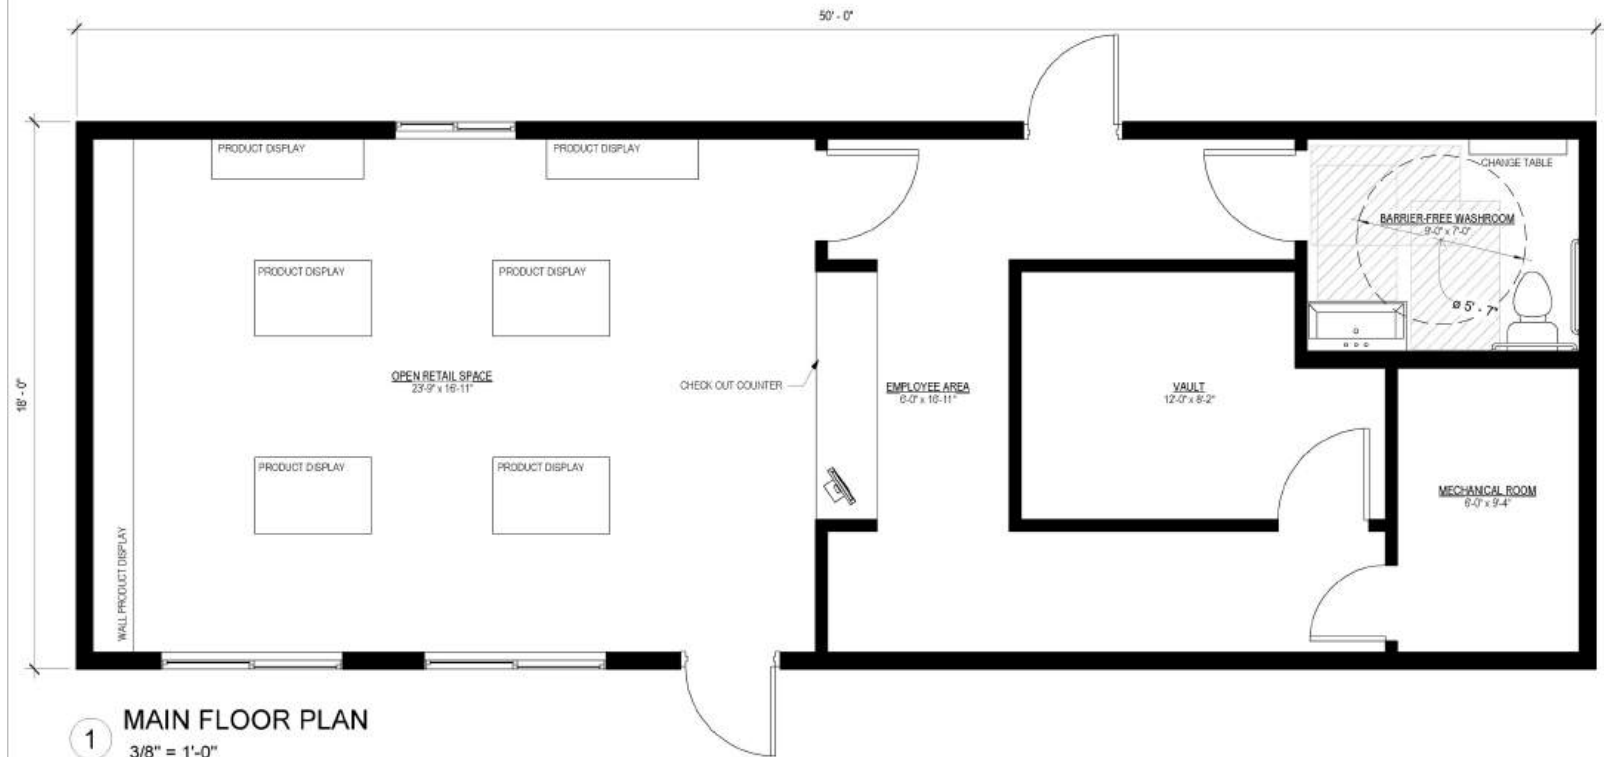 50' - 0"
PRODUCT DISPLAY
PRODUCT DISPLAY
CHANGE TABLE
BARRIER-FREE WASHROOM
9'-0" x 7'-0"
PRODUCT DISPLAY
PRODUCT DISPLAY
ø 5' - 7"
18' - 0"
OPEN RETAIL SPACE
23'-9" x 16'-11"
CHECK OUT COUNTER
EMPLOYEE AREA
6'-0" x 16'-11"
VAULT
12'-0" x 8'-2"
PRODUCT DISPLAY
PRODUCT DISPLAY
MECHANICAL ROOM
6'-0" x 9'-4"
WALL PRODUCT DISPLAY
1
MAIN FLOOR PLAN
3/8" = 1'-0"